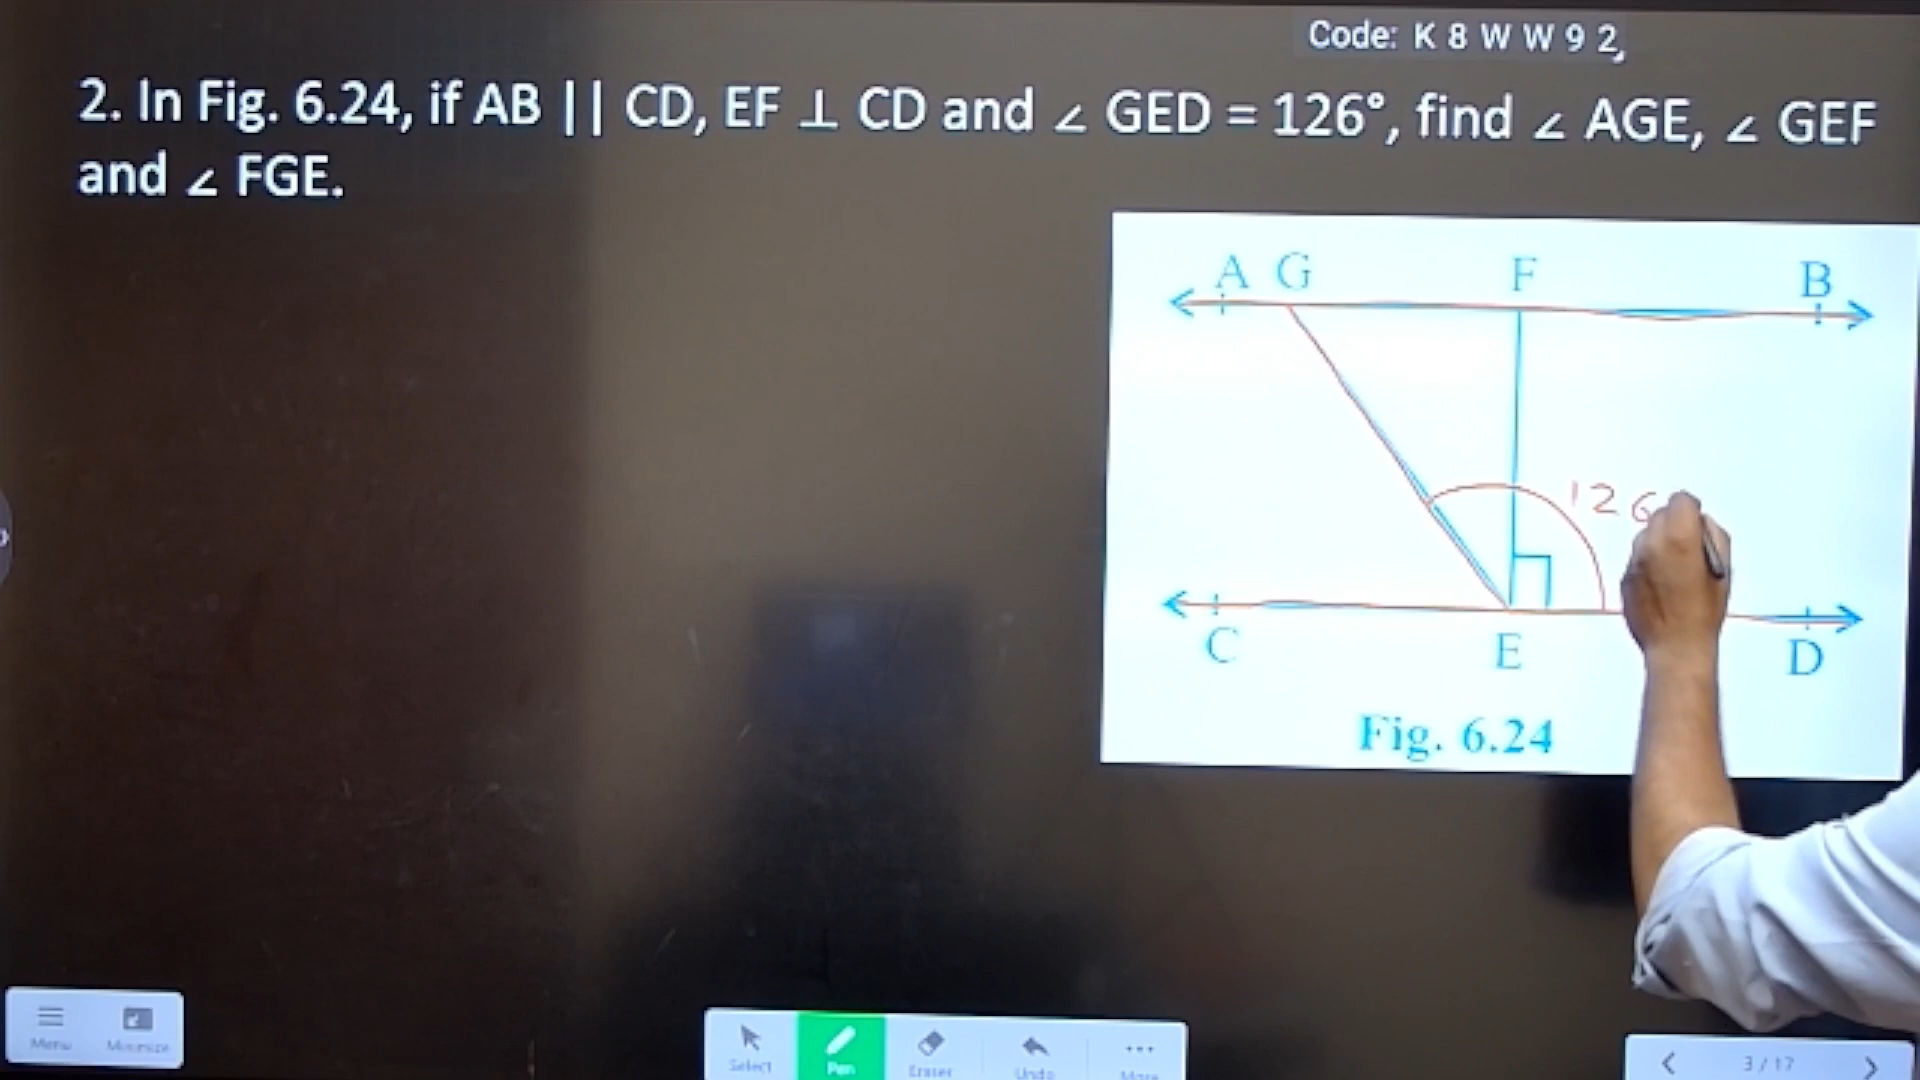 Code: K 8 W W 9 2,
2. In Fig. 6.24, if AB || CD, EF ⊥ CD and ∠ GED = 126°, find ∠ AGE, ∠ GEF
and ∠ FGE.
A G F B
126
C E D
Fig. 6.24
Menu Minimize
Select Pen Eraser Undo More
< 3 / 17 >